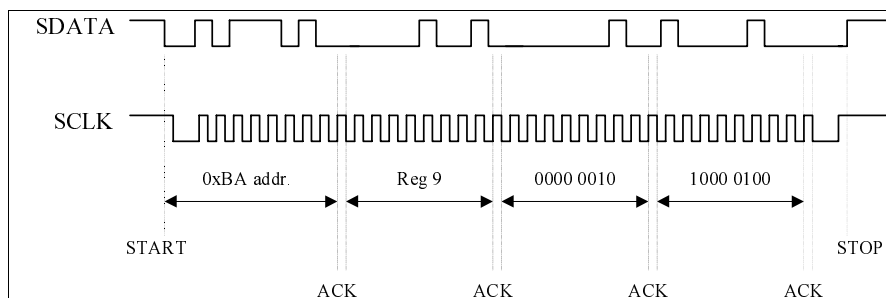 SDATA
SCLK
0xBA addr.
Reg 9
0000 0010
1000 0100
START
STOP
ACK
ACK
ACK
ACK